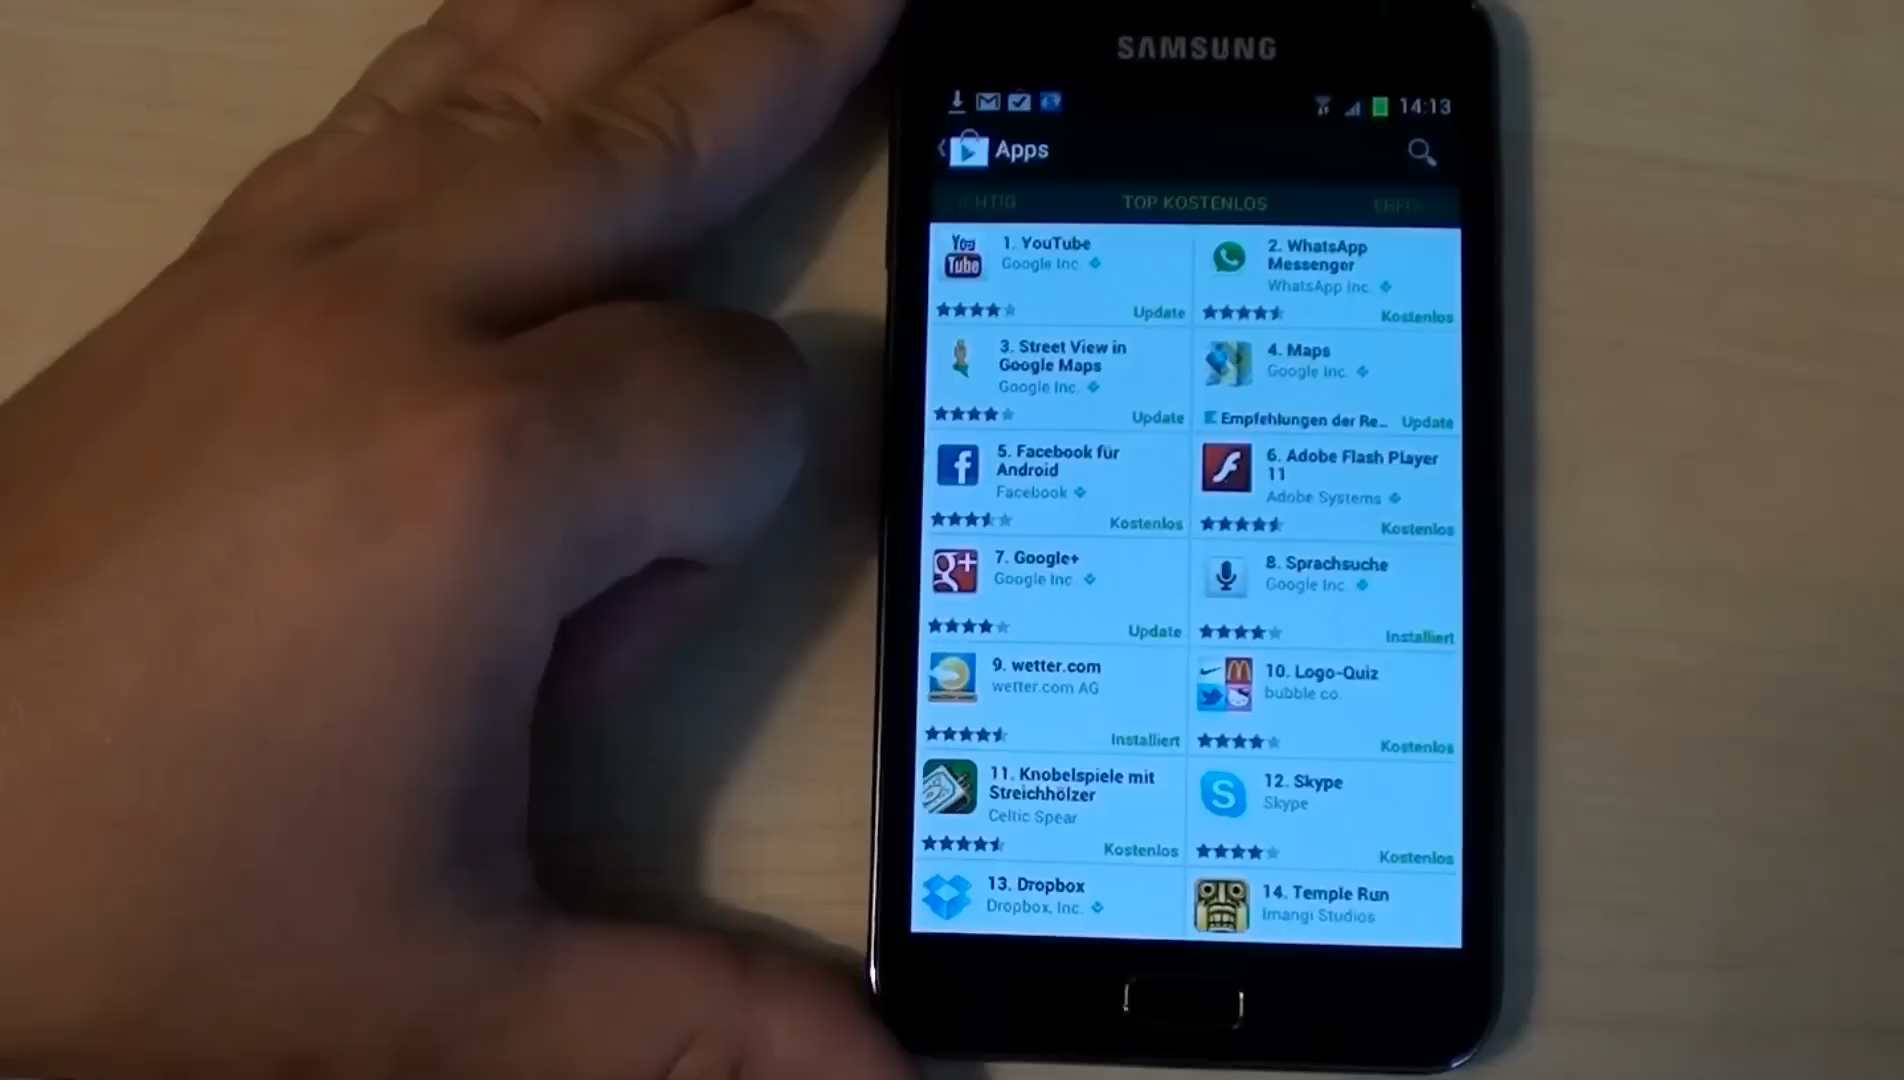 SAMSUNG
14:13
Apps
TOP KOSTENLOS
You
Tube
1. YouTube
Google Inc.
Update
2. WhatsApp
Messenger
WhatsApp Inc.
Kostenlos
3. Street View in
Google Maps
Google Inc.
Update
4. Maps
Google Inc.
Empfehlungen der Re...
Update
5. Facebook für
Android
Facebook
Kostenlos
6. Adobe Flash Player
11
Adobe Systems
Kostenlos
7. Google+
Google Inc.
Update
8. Sprachsuche
Google Inc.
Installiert
9. wetter.com
wetter.com AG
Installiert
10. Logo-Quiz
bubble co.
Kostenlos
11. Knobelspiele mit
Streichhölzer
Celtic Spear
Kostenlos
12. Skype
Skype
Kostenlos
13. Dropbox
Dropbox, Inc.
14. Temple Run
Imangi Studios